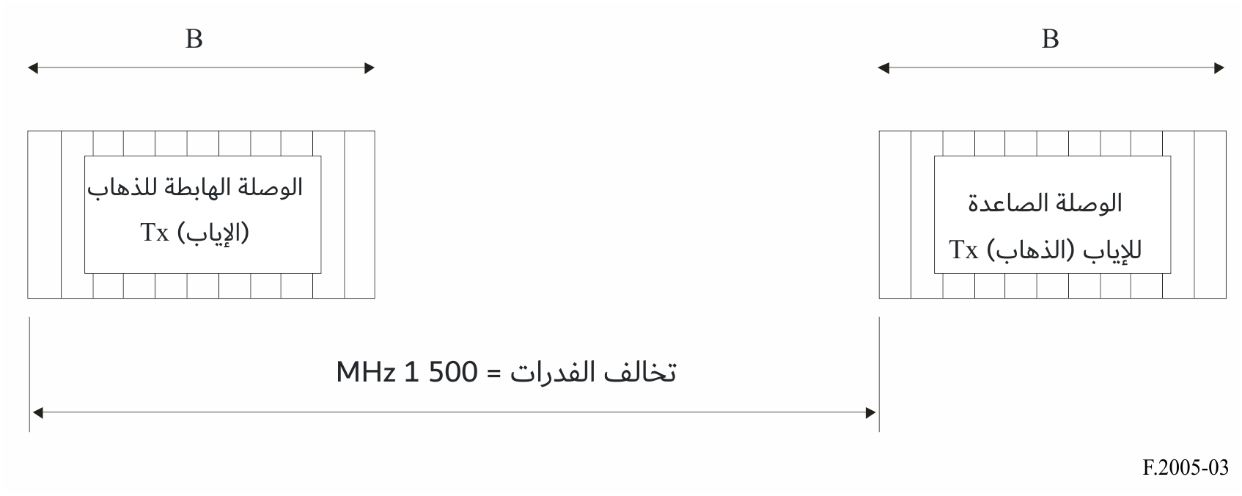 B
B
الوصلة الهابطة للذهاب
(الإياب) Tx
الوصلة الصاعدة
للإياب (الذهاب) Tx
تخالف الفدرات = 500 1 MHz
F.2005-03